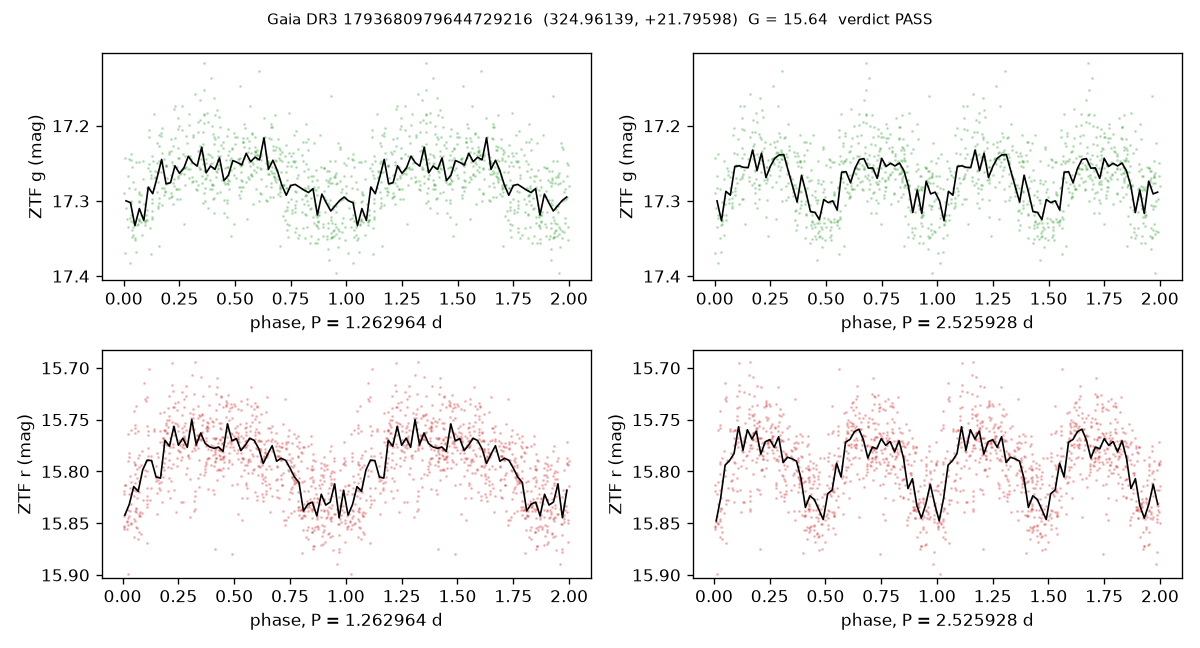 Gaia DR3 1793680979644729216 (324.96139, +21.79598) G = 15.64 verdict PASS
ZTF g (mag)
17.2
17.3
17.4
0.00 0.25 0.50 0.75 1.00 1.25 1.50 1.75 2.00
phase, P = 1.262964 d
ZTF g (mag)
17.2
17.3
17.4
0.00 0.25 0.50 0.75 1.00 1.25 1.50 1.75 2.00
phase, P = 2.525928 d
ZTF r (mag)
15.70
15.75
15.80
15.85
15.90
0.00 0.25 0.50 0.75 1.00 1.25 1.50 1.75 2.00
phase, P = 1.262964 d
ZTF r (mag)
15.70
15.75
15.80
15.85
15.90
0.00 0.25 0.50 0.75 1.00 1.25 1.50 1.75 2.00
phase, P = 2.525928 d